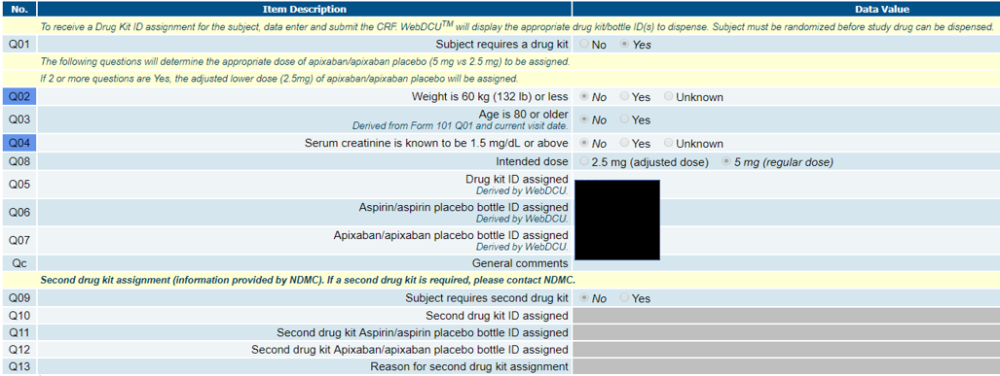 No. Item Description Data Value
To receive a Drug Kit ID assignment for the subject, data enter and submit the CRF. WebDCU™ will display the appropriate drug kit/bottle ID(s) to dispense. Subject must be randomized before study drug can be dispensed.
Q01 Subject requires a drug kit No Yes
The following questions will determine the appropriate dose of apixaban/apixaban placebo (5 mg vs 2.5 mg) to be assigned.
If 2 or more questions are Yes, the adjusted lower dose (2.5mg) of apixaban/apixaban placebo will be assigned.
Q02 Weight is 60 kg (132 lb) or less No Yes Unknown
Q03 Age is 80 or older No Yes
Derived from Form 101 Q01 and current visit date.
Q04 Serum creatinine is known to be 1.5 mg/dL or above No Yes Unknown
Q08 Intended dose 2.5 mg (adjusted dose) 5 mg (regular dose)
Q05 Drug kit ID assigned
Derived by WebDCU.
Q06 Aspirin/aspirin placebo bottle ID assigned
Derived by WebDCU.
Q07 Apixaban/apixaban placebo bottle ID assigned
Derived by WebDCU.
Qc General comments
Second drug kit assignment (information provided by NDMC). If a second drug kit is required, please contact NDMC.
Q09 Subject requires second drug kit No Yes
Q10 Second drug kit ID assigned
Q11 Second drug kit Aspirin/aspirin placebo bottle ID assigned
Q12 Second drug kit Apixaban/apixaban placebo bottle ID assigned
Q13 Reason for second drug kit assignment